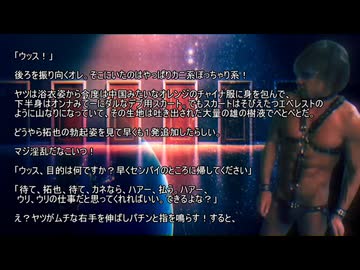 「ウッス！」
後ろを振り向くオレ。そこにいたのはやっぱりカニ系ぽっちゃり系！
ヤツは浴衣姿から今度は中国みたいなオレンジのチャイナ服に身を包んで、
下半身はオンナみてーにダルなデブ用スカート。でもスカートはそびえたつエベレストの
ように山なりになっていて、その生地は吐き出された大量の雄の樹液でべとべとだ。
どうやら拓也の勃起姿を見て早くも１発追加したらしい。
マジ淫乱だなこいつ！
「ウッス、目的は何ですか？早くセンパイのところに帰してください」
「待て、拓也、待て、カネなら、ハアー、払う、ハアー、
ウリ、ウリの仕事だと思ってくれればいい。できるよな？」
え？ヤツがムチな右手を伸ばしパチンと指を鳴らす！すると、